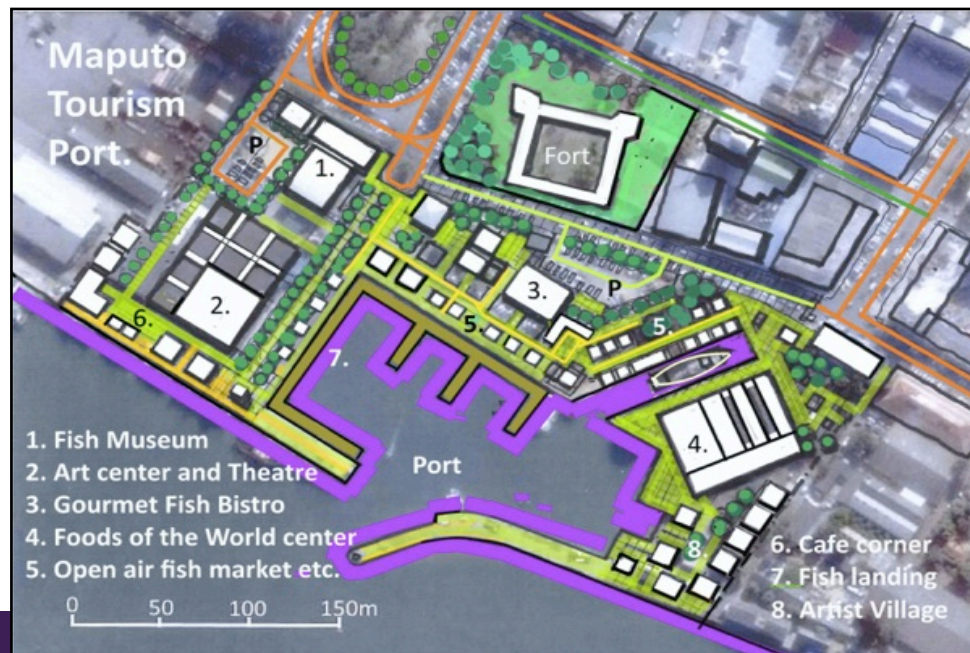 Maputo
Tourism
Port.
P
1.
Fort
2.
3.
P
5.
5.
6.
7.
4.
Port
8.
1. Fish Museum
2. Art center and Theatre
3. Gourmet Fish Bistro
4. Foods of the World center
5. Open air fish market etc.
6. Cafe corner
7. Fish landing
8. Artist Village
0 50 100 150m